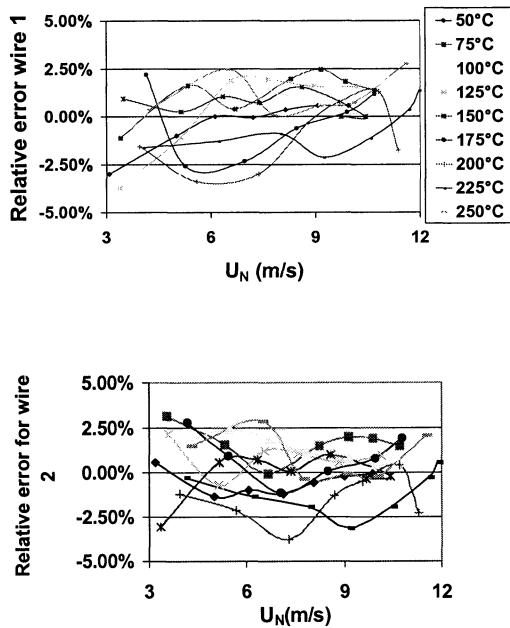 Relative error wire 1
5.00%
2.50%
0.00%
-2.50%
-5.00%
3 6 9 12
U_N (m/s)
50°C
75°C
100°C
125°C
150°C
175°C
200°C
225°C
250°C
Relative error for wire
2
5.00%
2.50%
0.00%
-2.50%
-5.00%
3 6 9 12
U_N(m/s)